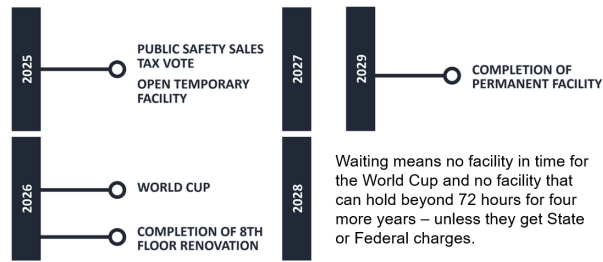 2025
PUBLIC SAFETY SALES
TAX VOTE
OPEN TEMPORARY
FACILITY
2026
WORLD CUP
COMPLETION OF 8TH
FLOOR RENOVATION
2027
2028
2029
COMPLETION OF
PERMANENT FACILITY
Waiting means no facility in time for
the World Cup and no facility that
can hold beyond 72 hours for four
more years – unless they get State
or Federal charges.